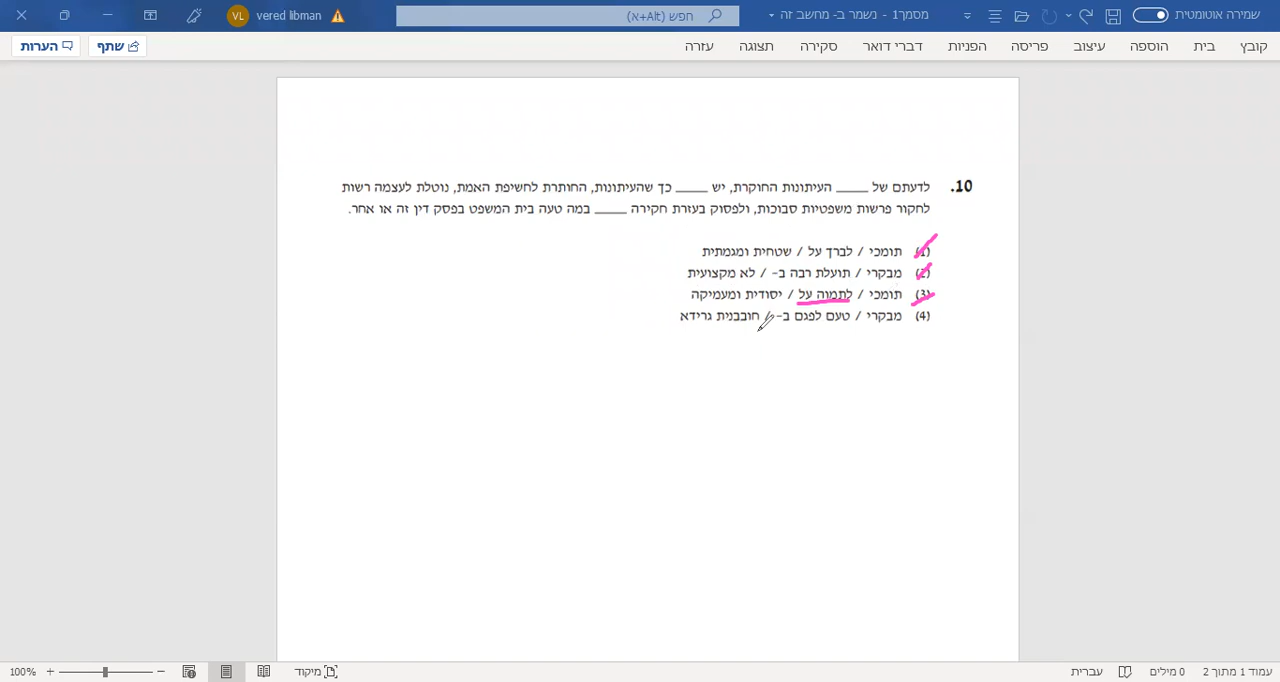 שמירה אוטומטית
מסמך1 - נשמר ב- מחשב זה
חפש (Alt+א)
vered libman
VL
קובץ
בית
הוספה
עיצוב
פריסה
הפניות
דברי דואר
סקירה
תצוגה
עזרה
שתף
הערות
10. לדעתם של _____ העיתונות החוקרת, יש _____ כך שהעיתונות, החותרת לחשיפת האמת, נוטלת לעצמה רשות
לחקור פרשות משפטיות סבוכות, ולפסוק בעזרת חקירה _____ במה טעה בית המשפט בפסק דין זה או אחר.
(1) תומכי / לברך על / שטחית ומגמתית
(2) מבקרי / תועלת רבה ב- / לא מקצועית
(3) תומכי / לתמוה על / יסודית ומעמיקה
(4) מבקרי / טעם לפגם ב- / חובבנית גרידא
עמוד 1 מתוך 2
0 מילים
עברית
מיקוד
100%